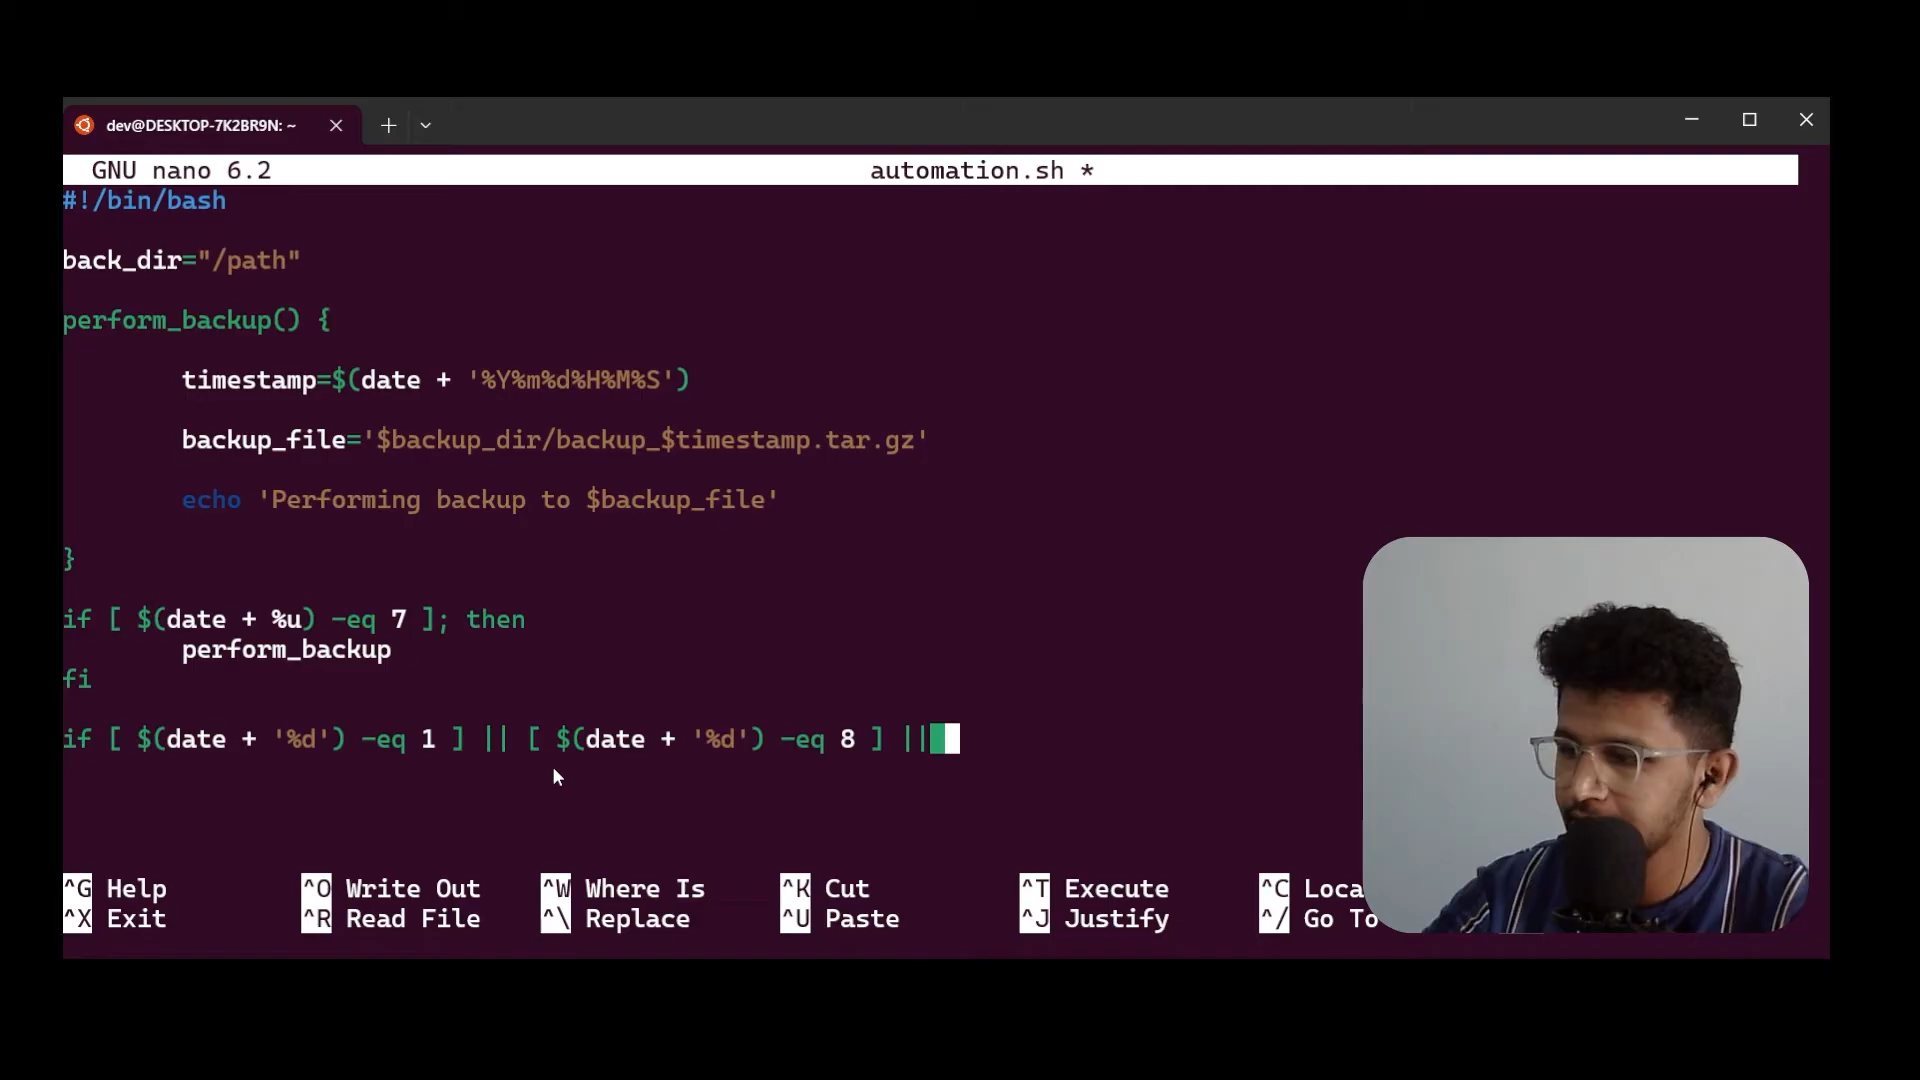 dev@DESKTOP-7K2BR9N: ~
GNU nano 6.2 automation.sh *
#!/bin/bash
back_dir="/path"
perform_backup() {
timestamp=$(date + '%Y%m%d%H%M%S')
backup_file='$backup_dir/backup_$timestamp.tar.gz'
echo 'Performing backup to $backup_file'
}
if [ $(date + %u) -eq 7 ]; then
perform_backup
fi
if [ $(date + '%d') -eq 1 ] || [ $(date + '%d') -eq 8 ] ||
^G Help ^O Write Out ^W Where Is ^K Cut ^T Execute ^C Loca
^X Exit ^R Read File ^\ Replace ^U Paste ^J Justify ^/ Go To